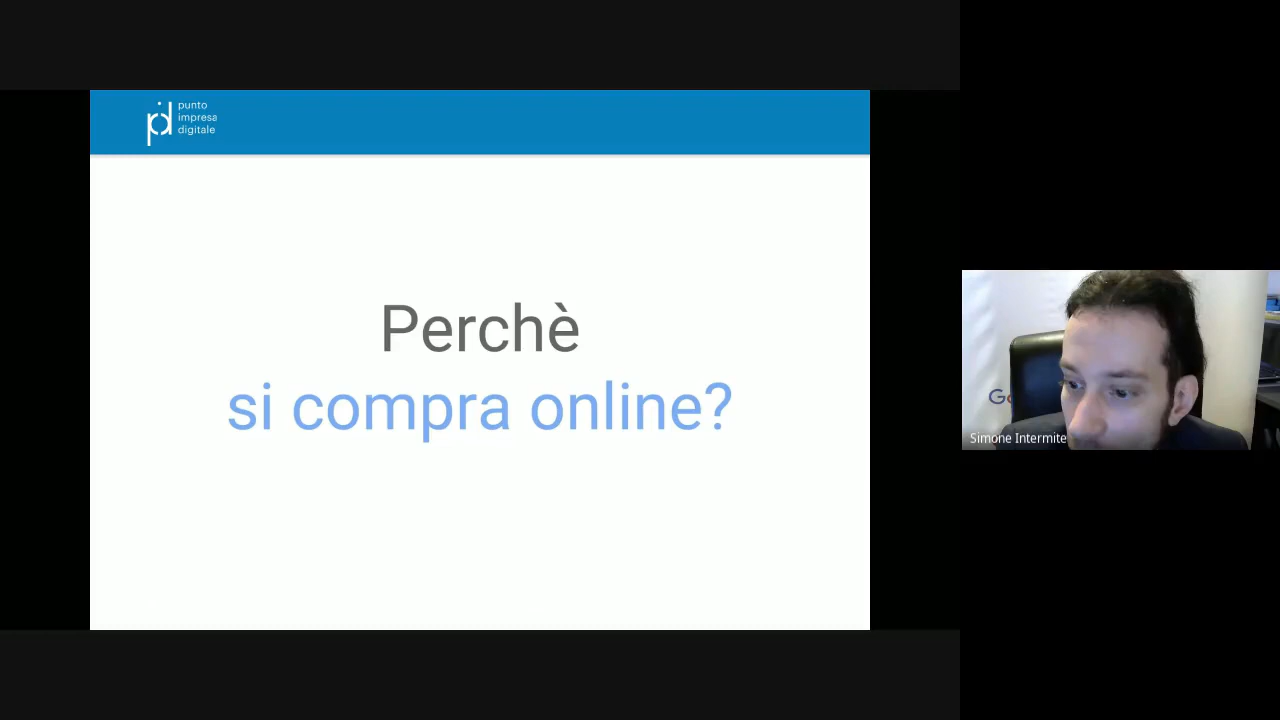 punto
impresa
digitale
Perchè
si compra online?
Simone Intermite